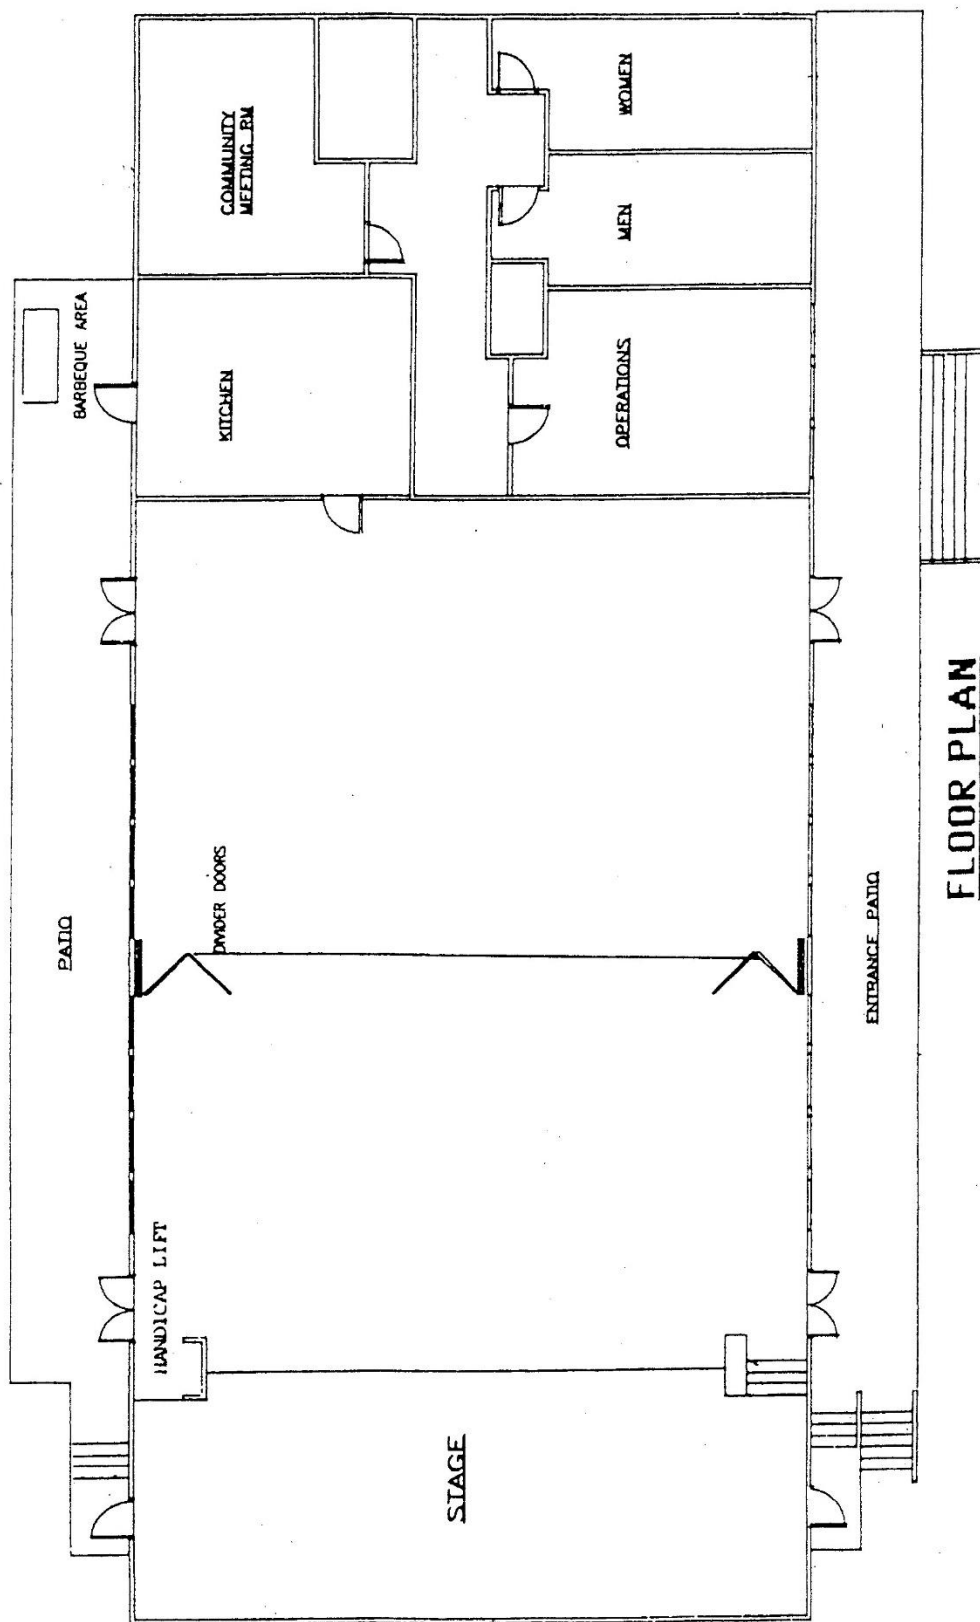 PATIO
BARBEQUE AREA
HANDICAP LIFT
DIVIDER DOORS
KITCHEN
COMMUNITY
MEETING RM
STAGE
OPERATIONS
MEN
WOMEN
ENTRANCE PATIO
FLOOR PLAN